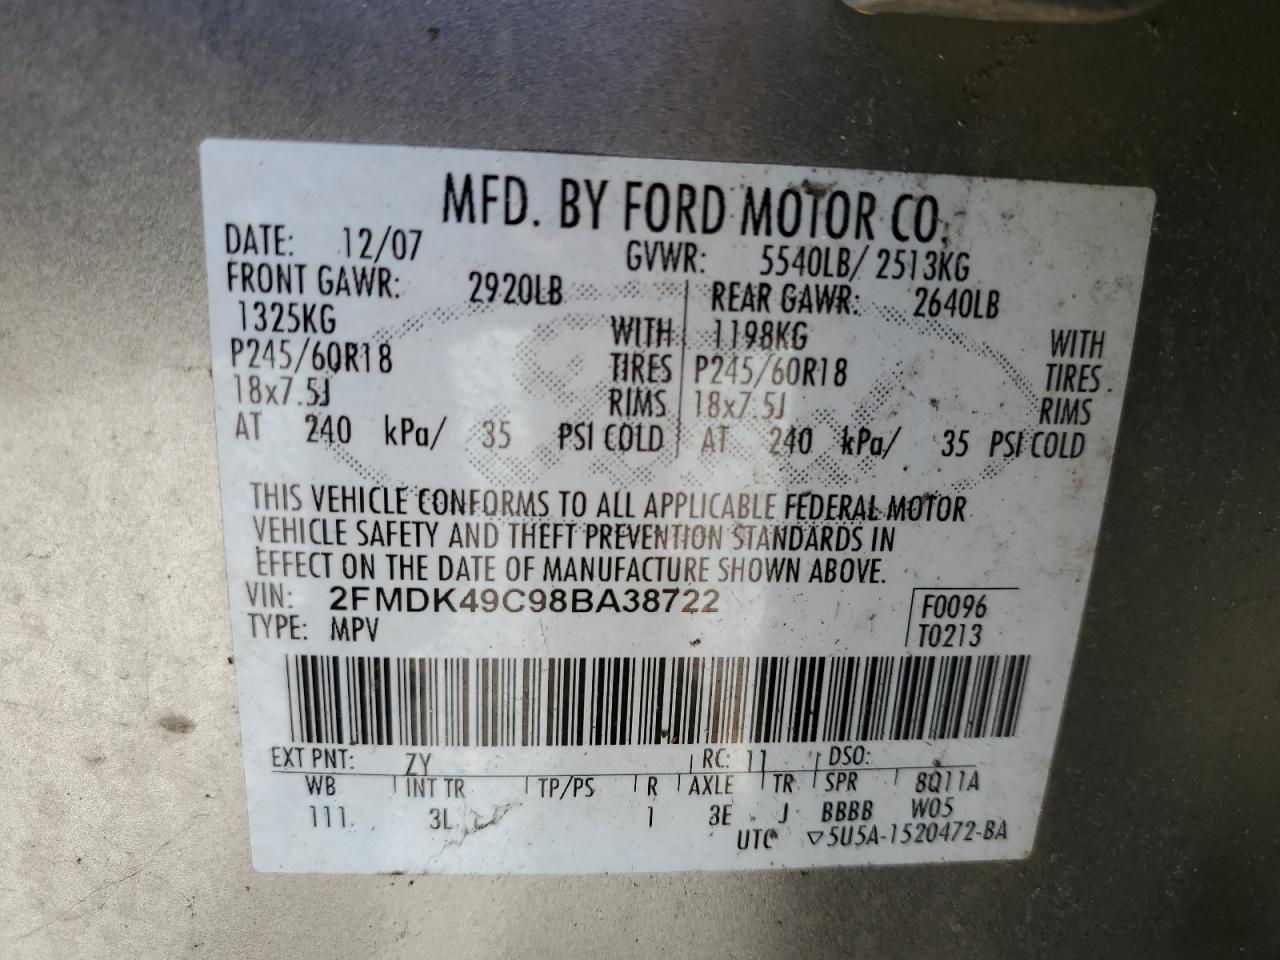 MFD. BY FORD MOTOR CO.
DATE: 12/07 GVWR: 5540LB/ 2513KG
FRONT GAWR: 2920LB REAR GAWR: 2640LB
1325KG WITH 1198KG WITH
P245/60R18 TIRES P245/60R18 TIRES
18x7.5J RIMS 18x7.5J RIMS
AT 240 kPa/ 35 PSI COLD AT 240 kPa/ 35 PSI COLD
THIS VEHICLE CONFORMS TO ALL APPLICABLE FEDERAL MOTOR
VEHICLE SAFETY AND THEFT PREVENTION STANDARDS IN
EFFECT ON THE DATE OF MANUFACTURE SHOWN ABOVE.
VIN: 2FMDK49C98BA38722 F0096
TYPE: MPV T0213
EXT PNT: ZY RC: 11 DSO:
WB INT TR TP/PS R AXLE TR SPR 8Q11A
111 3L 1 3E J BBBB W05
UTC ▽5U5A-1520472-BA